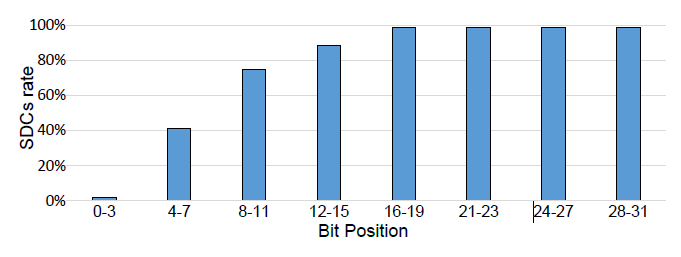 100%
80%
60%
40%
20%
0%
SDCs rate
0-3 4-7 8-11 12-15 16-19 21-23 24-27 28-31
Bit Position